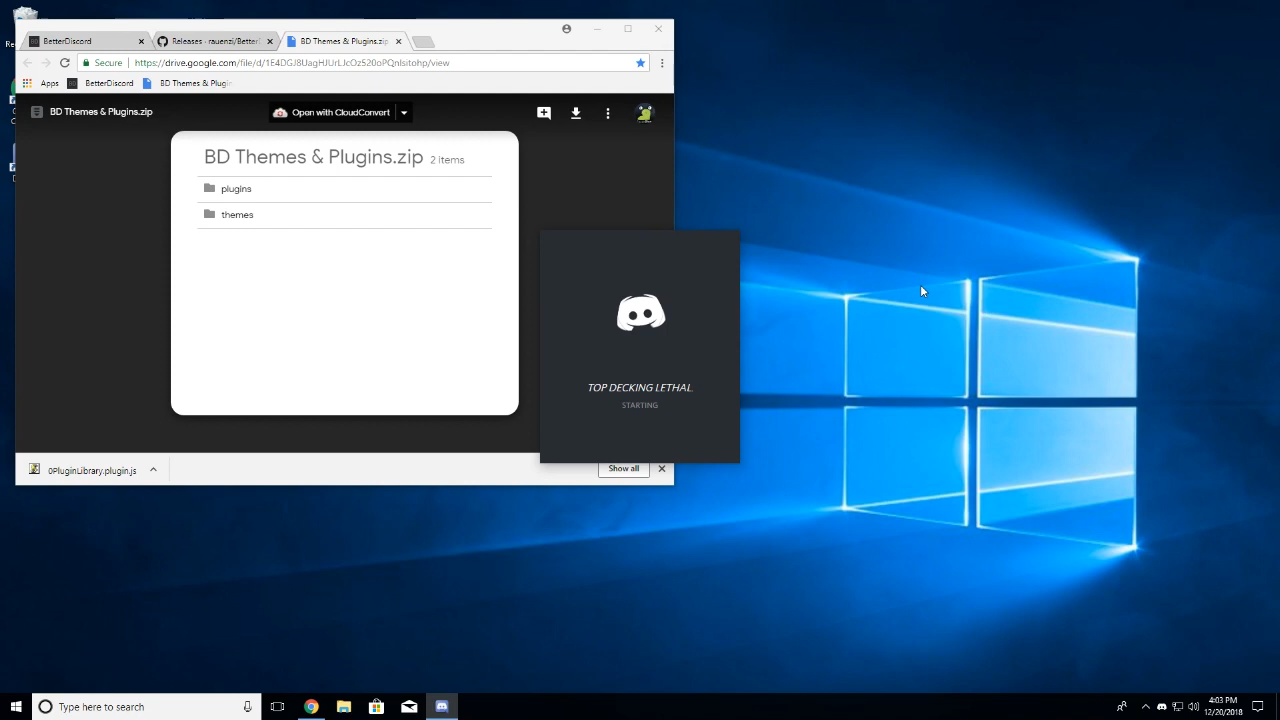 BetterDiscord
Releases · rauenzi/Better
BD Themes & Plugins.zip
Secure
https://drive.google.com/file/d/1E4DGJ8UagHJUrLJcOz520oPQnlsitohp/view
Apps
BetterDiscord
BD Themes & Plugin
BD Themes & Plugins.zip
Open with CloudConvert
BD Themes & Plugins.zip 2 items
plugins
themes
TOP DECKING LETHAL.
STARTING
0PluginLibrary.plugin.js
Show all
Type here to search
4:03 PM
12/20/2018